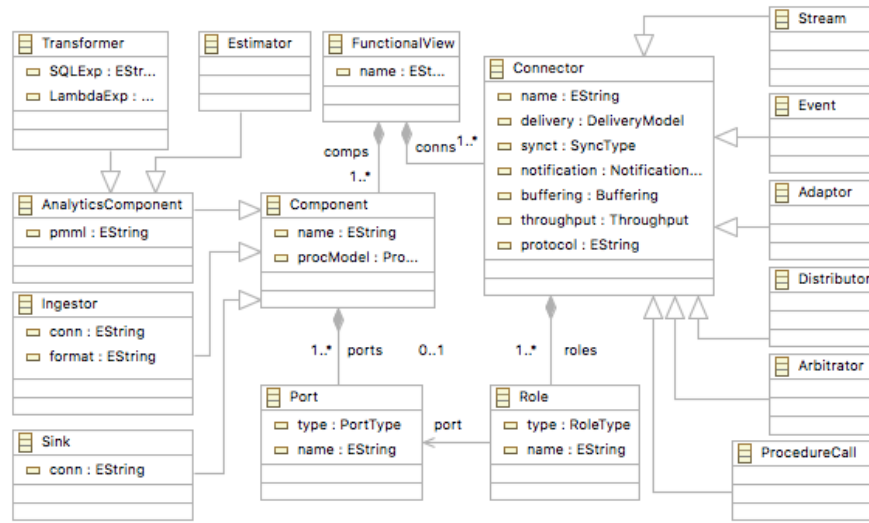 Transformer
SQLExp : EStr...
LambdaExp : ...
Estimator
FunctionalView
name : ESt...
Connector
name : EString
delivery : DeliveryModel
synct : SyncType
notification : Notification...
buffering : Buffering
throughput : Throughput
protocol : EString
Stream
Event
Adaptor
Distributor
Arbitrator
ProcedureCall
comps
1..*
conns
1..*
AnalyticsComponent
pmml : EString
Component
name : EString
procModel : Pro...
Ingestor
conn : EString
format : EString
Sink
conn : EString
1..* ports
0..1
1..* roles
Port
type : PortType
name : EString
port
Role
type : RoleType
name : EString